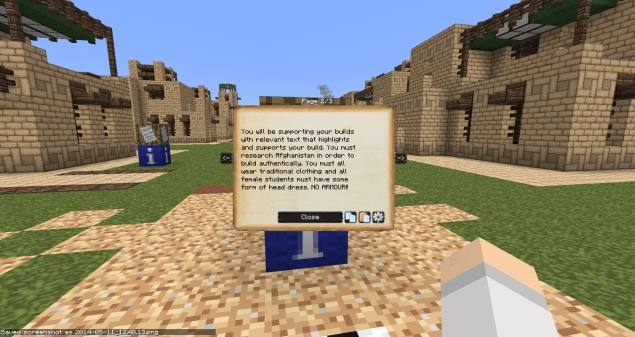 Page 2/3
You will be supporting your builds
with relevant text that highlights
and supports your build. You must
research Afghanistan in order to
build authentically. You must all
wear traditional clothing and all
female students must have some
form of head dress. NO ARMOUR!!
Close
Saved screenshot as 2014-05-11_12.40.13.png